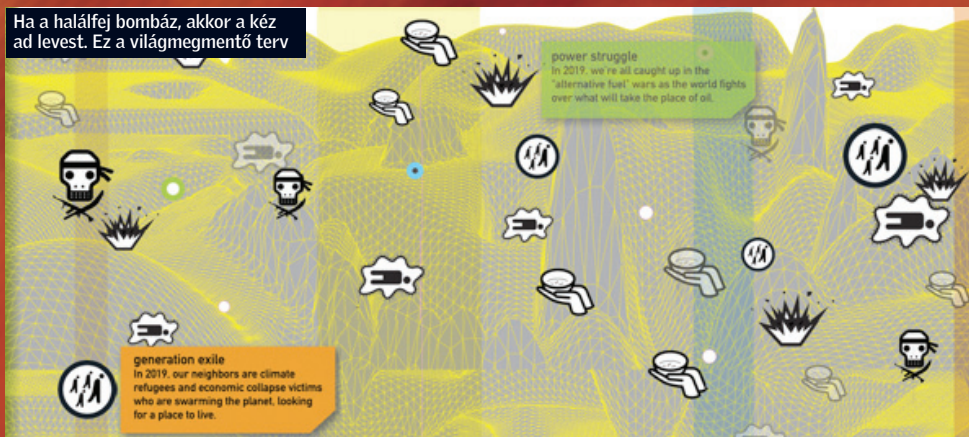 Ha a halálfej bombáz, akkor a kéz
ad levest. Ez a világmegmentő terv
power struggle
In 2019, we're all caught up in the
"alternative fuel" wars as the world fights
over what will take the place of oil.
generation exile
In 2019, our neighbors are climate
refugees and economic collapse victims
who are swarming the planet, looking
for a place to live.